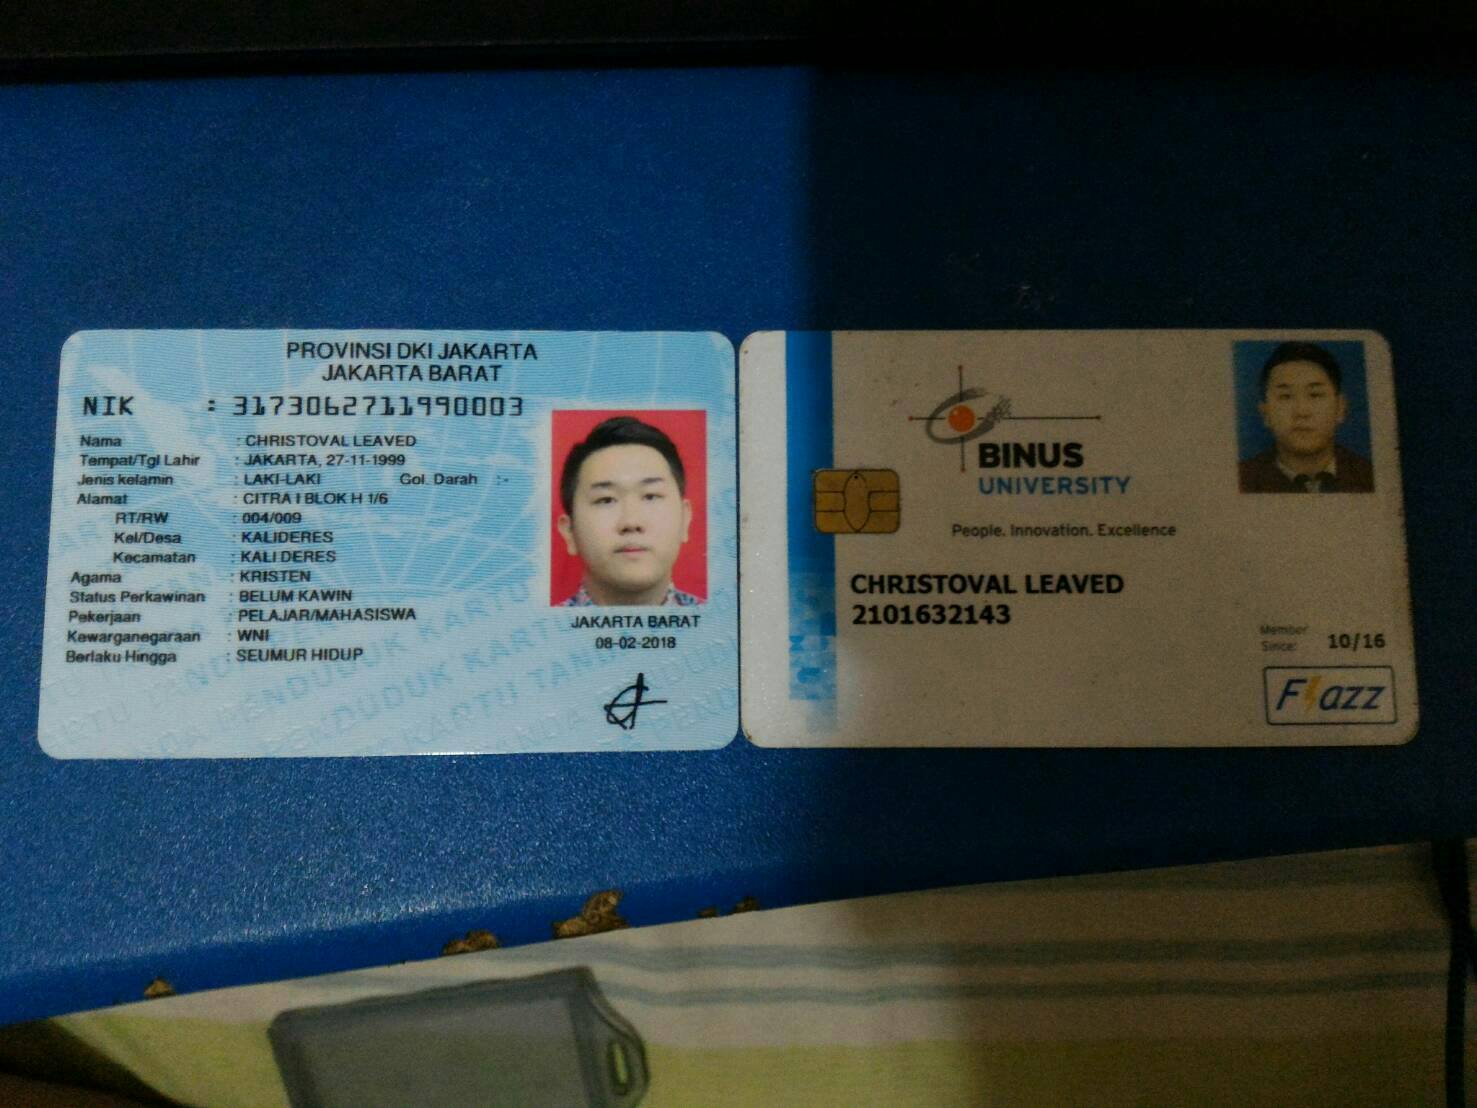 PROVINSI DKI JAKARTA
JAKARTA BARAT
NIK : 3173062711990003
Nama : CHRISTOVAL LEAVED
Tempat/Tgl Lahir : JAKARTA, 27-11-1999
Jenis kelamin : LAKI-LAKI Gol. Darah :-
Alamat : CITRA I BLOK H 1/6
RT/RW : 004/009
Kel/Desa : KALIDERES
Kecamatan : KALI DERES
Agama : KRISTEN
Status Perkawinan : BELUM KAWIN
Pekerjaan : PELAJAR/MAHASISWA
Kewarganegaraan : WNI
Berlaku Hingga : SEUMUR HIDUP
JAKARTA BARAT
08-02-2018
BINUS
UNIVERSITY
People. Innovation. Excellence
CHRISTOVAL LEAVED
2101632143
Member
Since: 10/16
Flazz